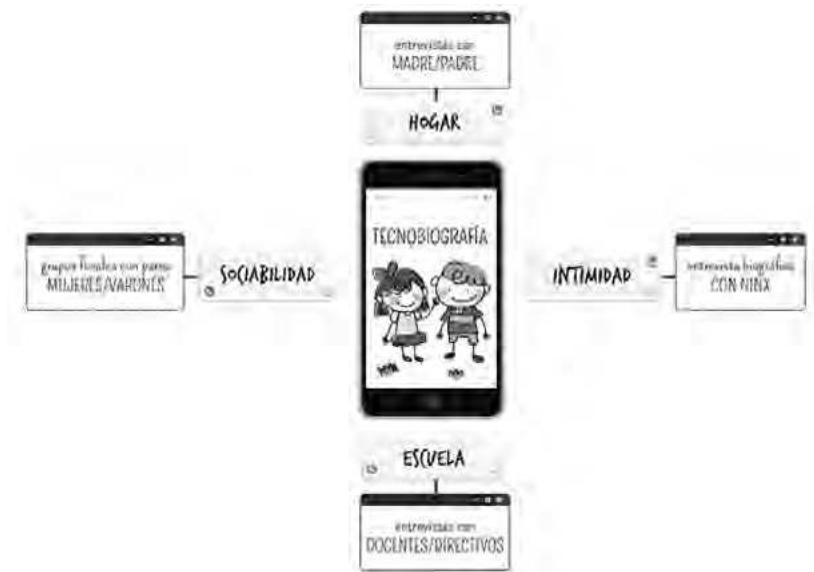 entrevistas con
MADRE/PADRE
HOGAR
TECNOBIOGRAFÍA
grupos focales con pares
MUJERES/VARONES
SOCIABILIDAD
INTIMIDAD
entrevista biográfica
CON NIÑX
ESCUELA
entrevistas con
DOCENTES/DIRECTIVOS